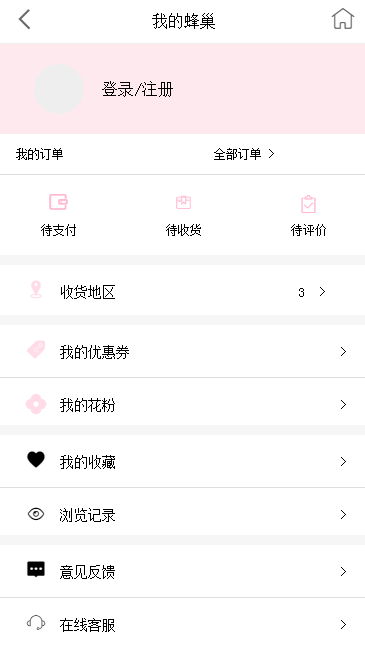 我的蜂巢
登录/注册
我的订单 全部订单
待支付 待收货 待评价
收货地区 3
我的优惠券
我的花粉
我的收藏
浏览记录
意见反馈
在线客服